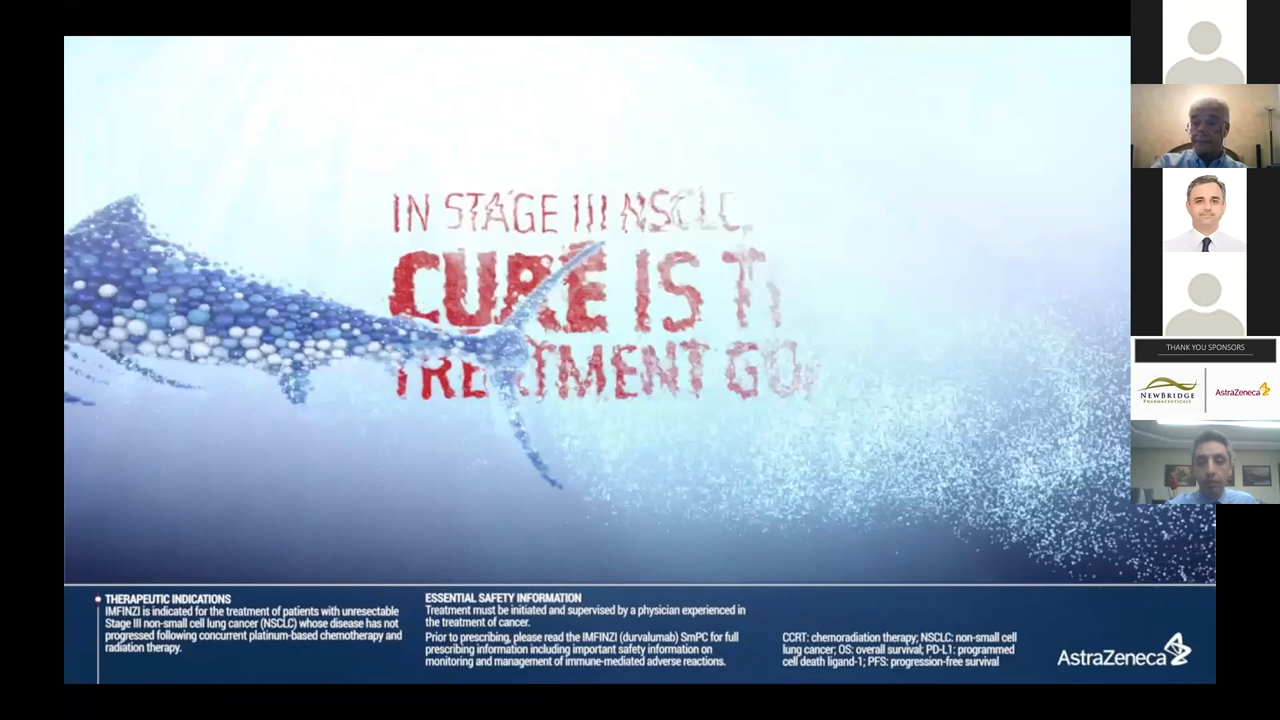 IN STAGE III NSCLC,
CURE IS
TREATMENT
THERAPEUTIC INDICATIONS
IMFINZI is indicated for the treatment of patients with unresectable
Stage III non-small cell lung cancer (NSCLC) whose disease has not
progressed following concurrent platinum-based chemotherapy and
radiation therapy.
ESSENTIAL SAFETY INFORMATION
Treatment must be initiated and supervised by a physician experienced in
the treatment of cancer.
Prior to prescribing, please read the IMFINZI (durvalumab) SmPC for full
prescribing information including important safety information on
monitoring and management of immune-mediated adverse reactions.
CCRT: chemoradiation therapy; NSCLC: non-small cell
lung cancer; OS: overall survival; PD-L1: programmed
cell death ligand-1; PFS: progression-free survival
AstraZeneca
THANK YOU SPONSORS
NEWBRIDGE
PHARMACEUTICALS
AstraZeneca